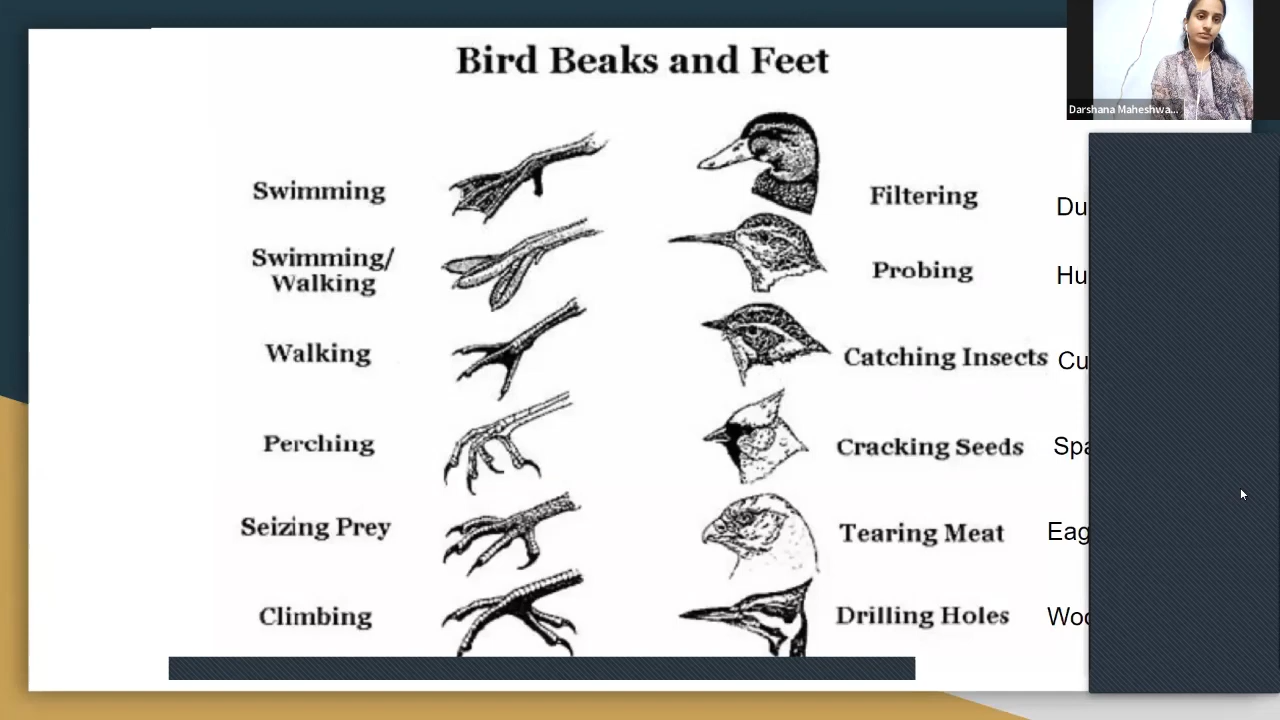 Bird Beaks and Feet
Darshana Maheshwa...
Swimming
Filtering
Du
Swimming/
Walking
Probing
Hu
Walking
Catching Insects
Cu
Perching
Cracking Seeds
Spa
Seizing Prey
Tearing Meat
Eag
Climbing
Drilling Holes
Woo